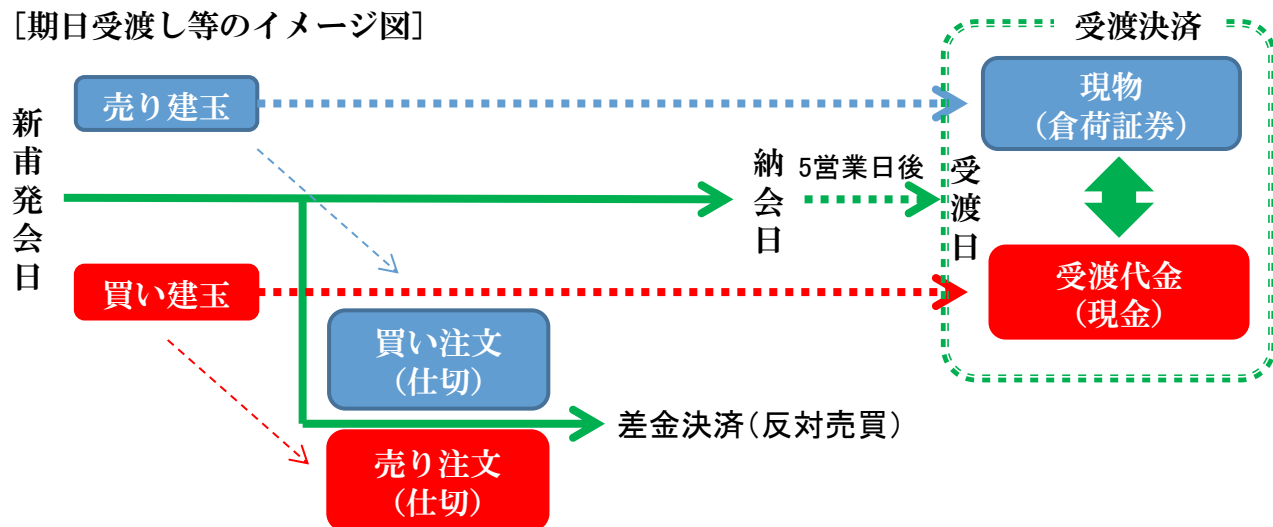 ［期日受渡し等のイメージ図］
受渡決済
売り建玉
現物
（倉荷証券）
新甫発会日
納会日
5営業日後
受渡日
買い建玉
受渡代金
（現金）
買い注文
（仕切）
差金決済（反対売買）
売り注文
（仕切）